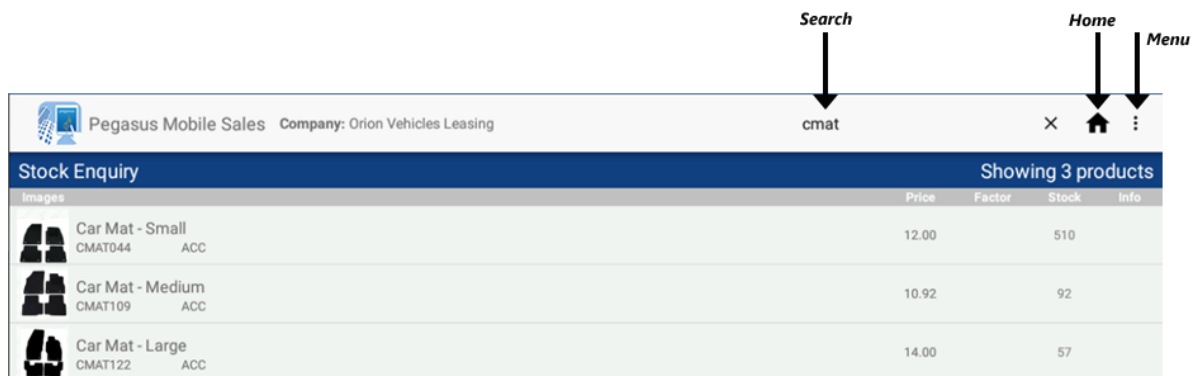 Search
Home
Menu
Pegasus Mobile Sales Company: Orion Vehicles Leasing cmat
Stock Enquiry Showing 3 products
Images Price Factor Stock Info
Car Mat - Small
CMAT044 ACC 12.00 510
Car Mat - Medium
CMAT109 ACC 10.92 92
Car Mat - Large
CMAT122 ACC 14.00 57